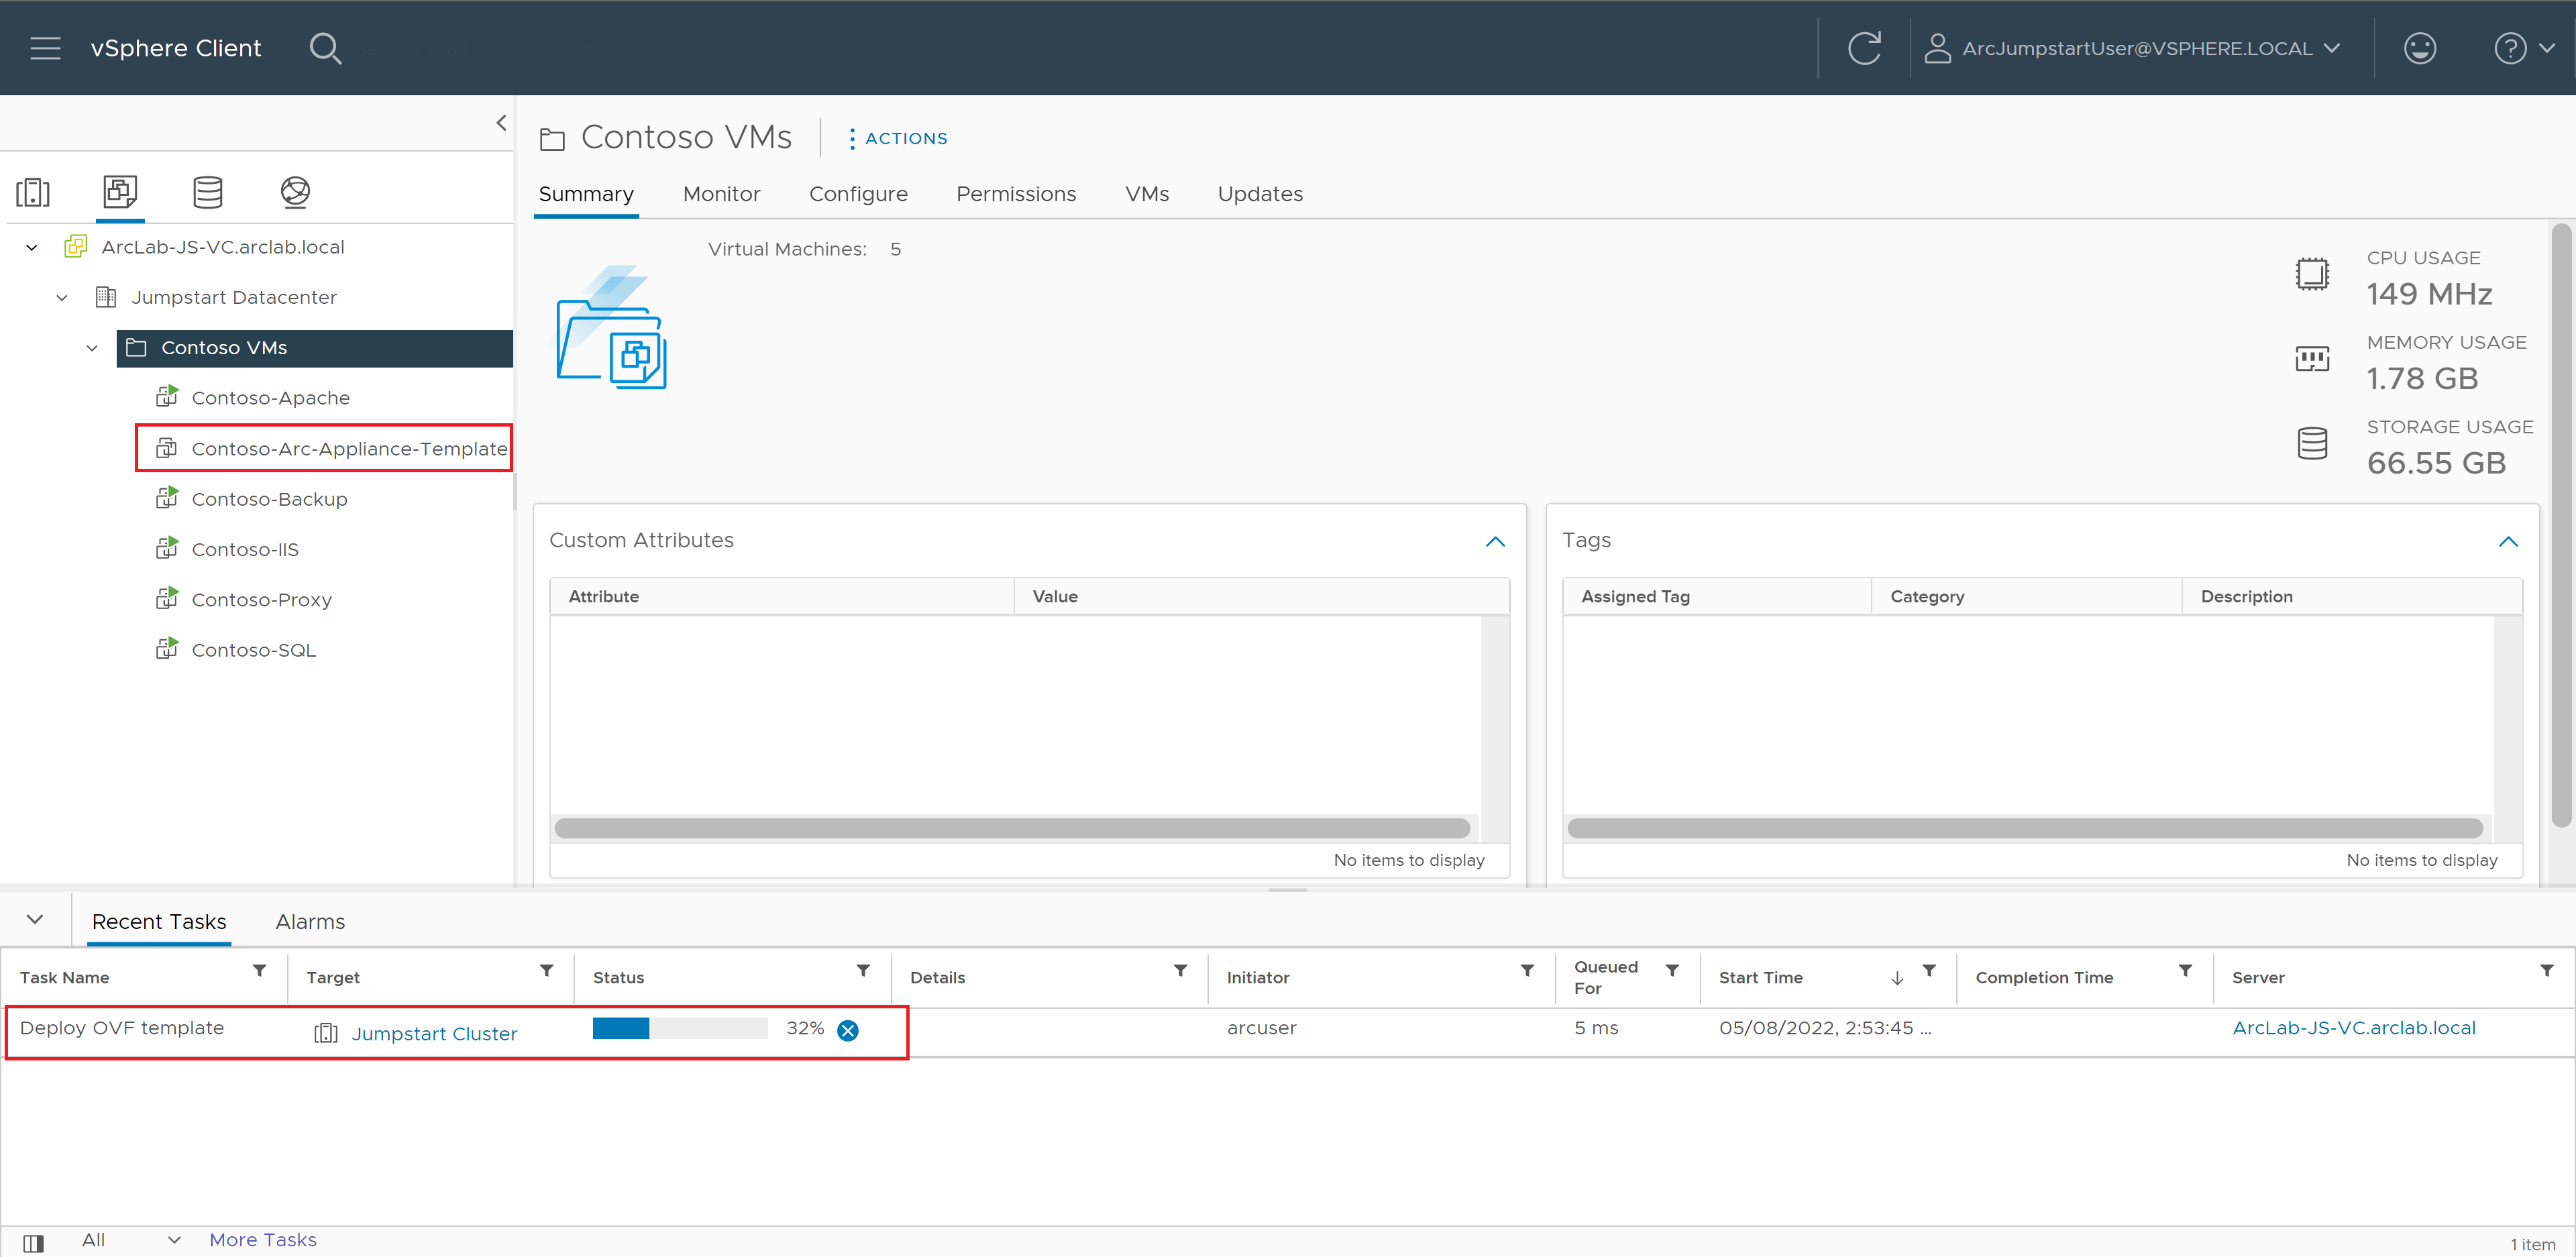 vSphere Client
ArcJumpstartUser@VSPHERE.LOCAL
Contoso VMs
ACTIONS
Summary Monitor Configure Permissions VMs Updates
ArcLab-JS-VC.arclab.local
Jumpstart Datacenter
Contoso VMs
Contoso-Apache
Contoso-Arc-Appliance-Template
Contoso-Backup
Contoso-IIS
Contoso-Proxy
Contoso-SQL
Virtual Machines: 5
CPU USAGE
149 MHz
MEMORY USAGE
1.78 GB
STORAGE USAGE
66.55 GB
Custom Attributes
Attribute Value
No items to display
Tags
Assigned Tag Category Description
No items to display
Recent Tasks Alarms
Task Name Target Status Details Initiator Queued For Start Time Completion Time Server
Deploy OVF template Jumpstart Cluster 32% arcuser 5 ms 05/08/2022, 2:53:45 ... ArcLab-JS-VC.arclab.local
All More Tasks
1 item